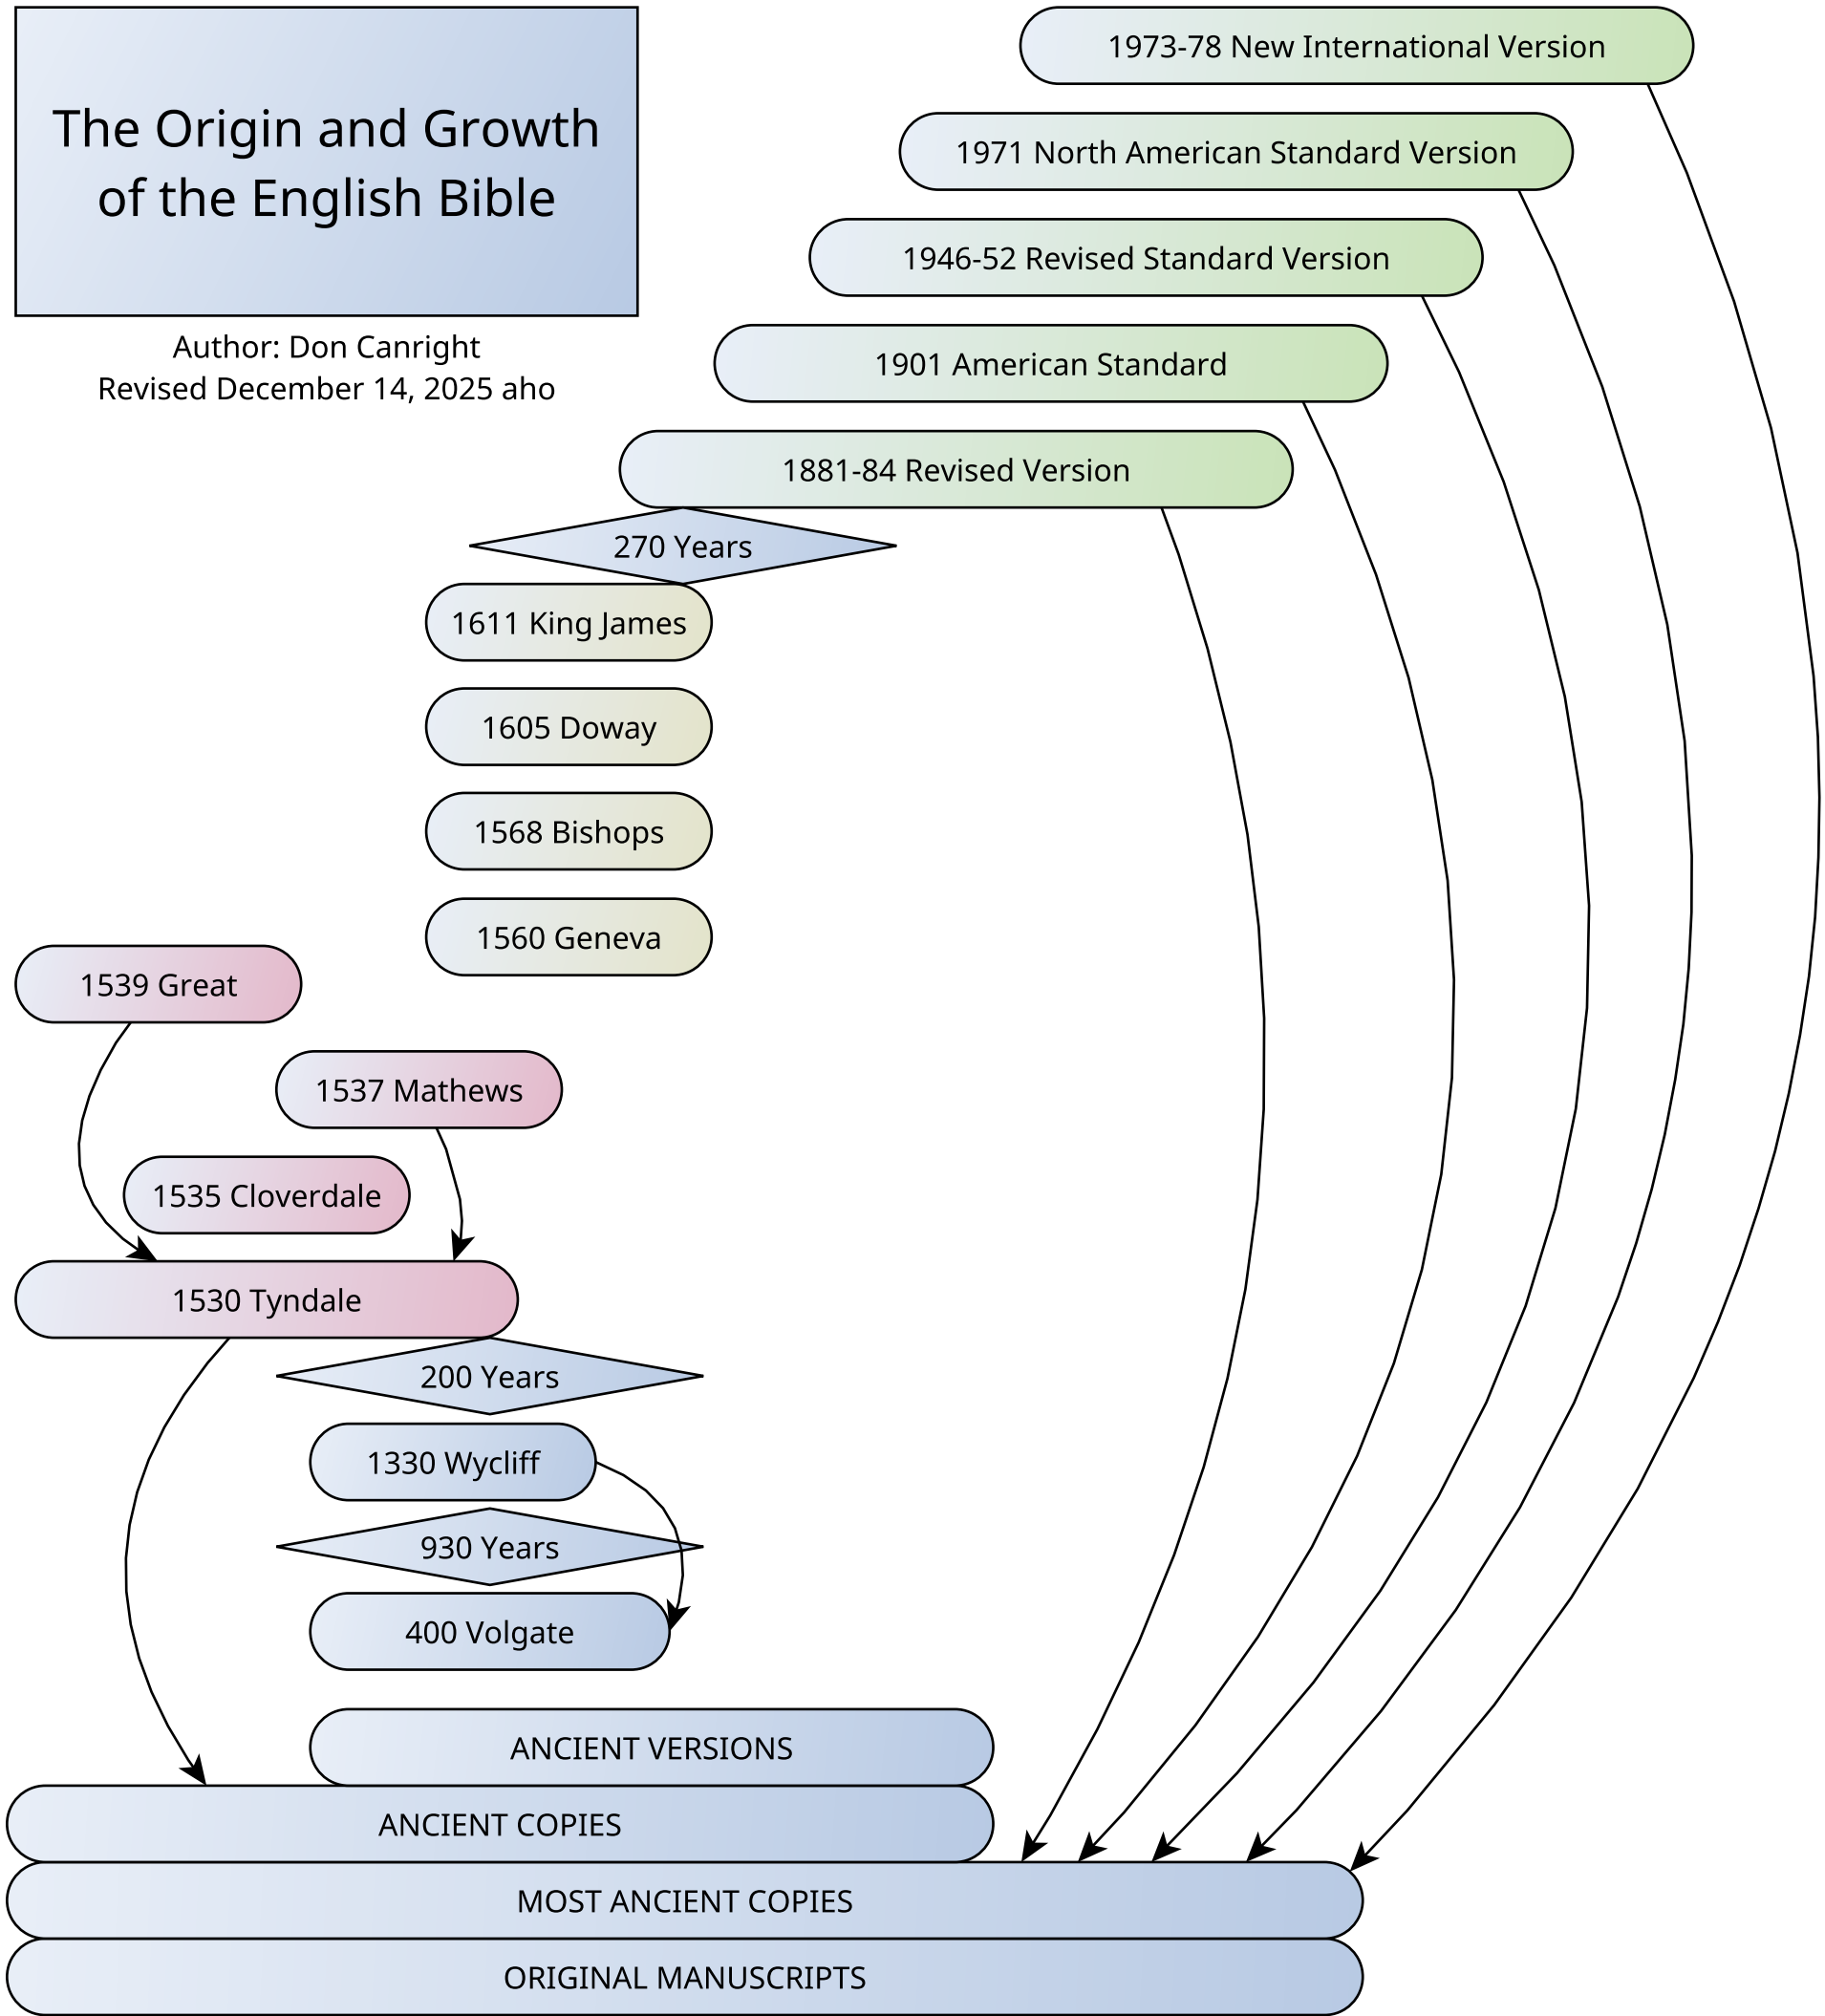 The Origin and Growth
of the English Bible
Author: Don Canright
Revised December 14, 2025 aho
1973-78 New International Version
1971 North American Standard Version
1946-52 Revised Standard Version
1901 American Standard
1881-84 Revised Version
270 Years
1611 King James
1605 Doway
1568 Bishops
1560 Geneva
1539 Great
1537 Mathews
1535 Cloverdale
1530 Tyndale
200 Years
1330 Wycliff
930 Years
400 Volgate
ANCIENT VERSIONS
ANCIENT COPIES
MOST ANCIENT COPIES
ORIGINAL MANUSCRIPTS